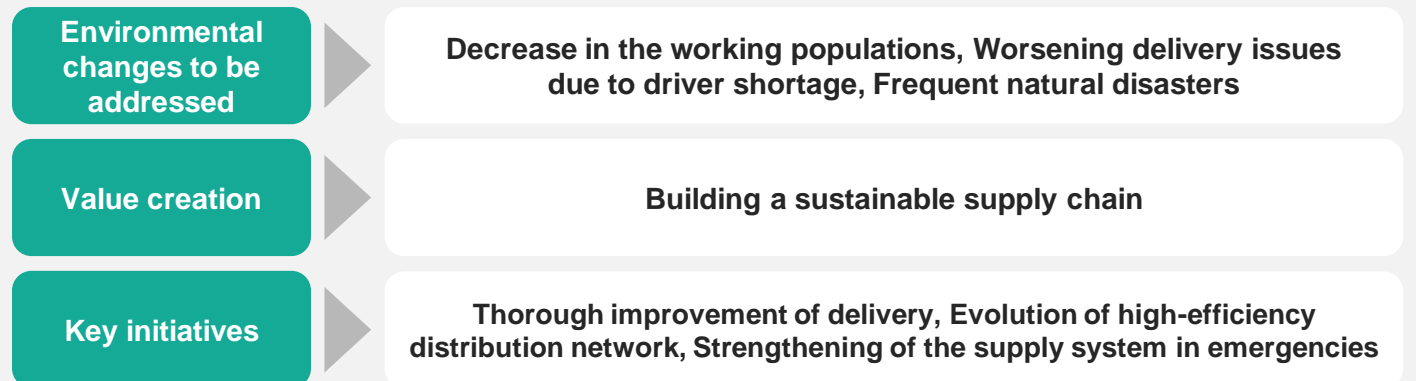 Environmental
changes to be
addressed
Decrease in the working populations, Worsening delivery issues
due to driver shortage, Frequent natural disasters
Value creation
Building a sustainable supply chain
Key initiatives
Thorough improvement of delivery, Evolution of high-efficiency
distribution network, Strengthening of the supply system in emergencies